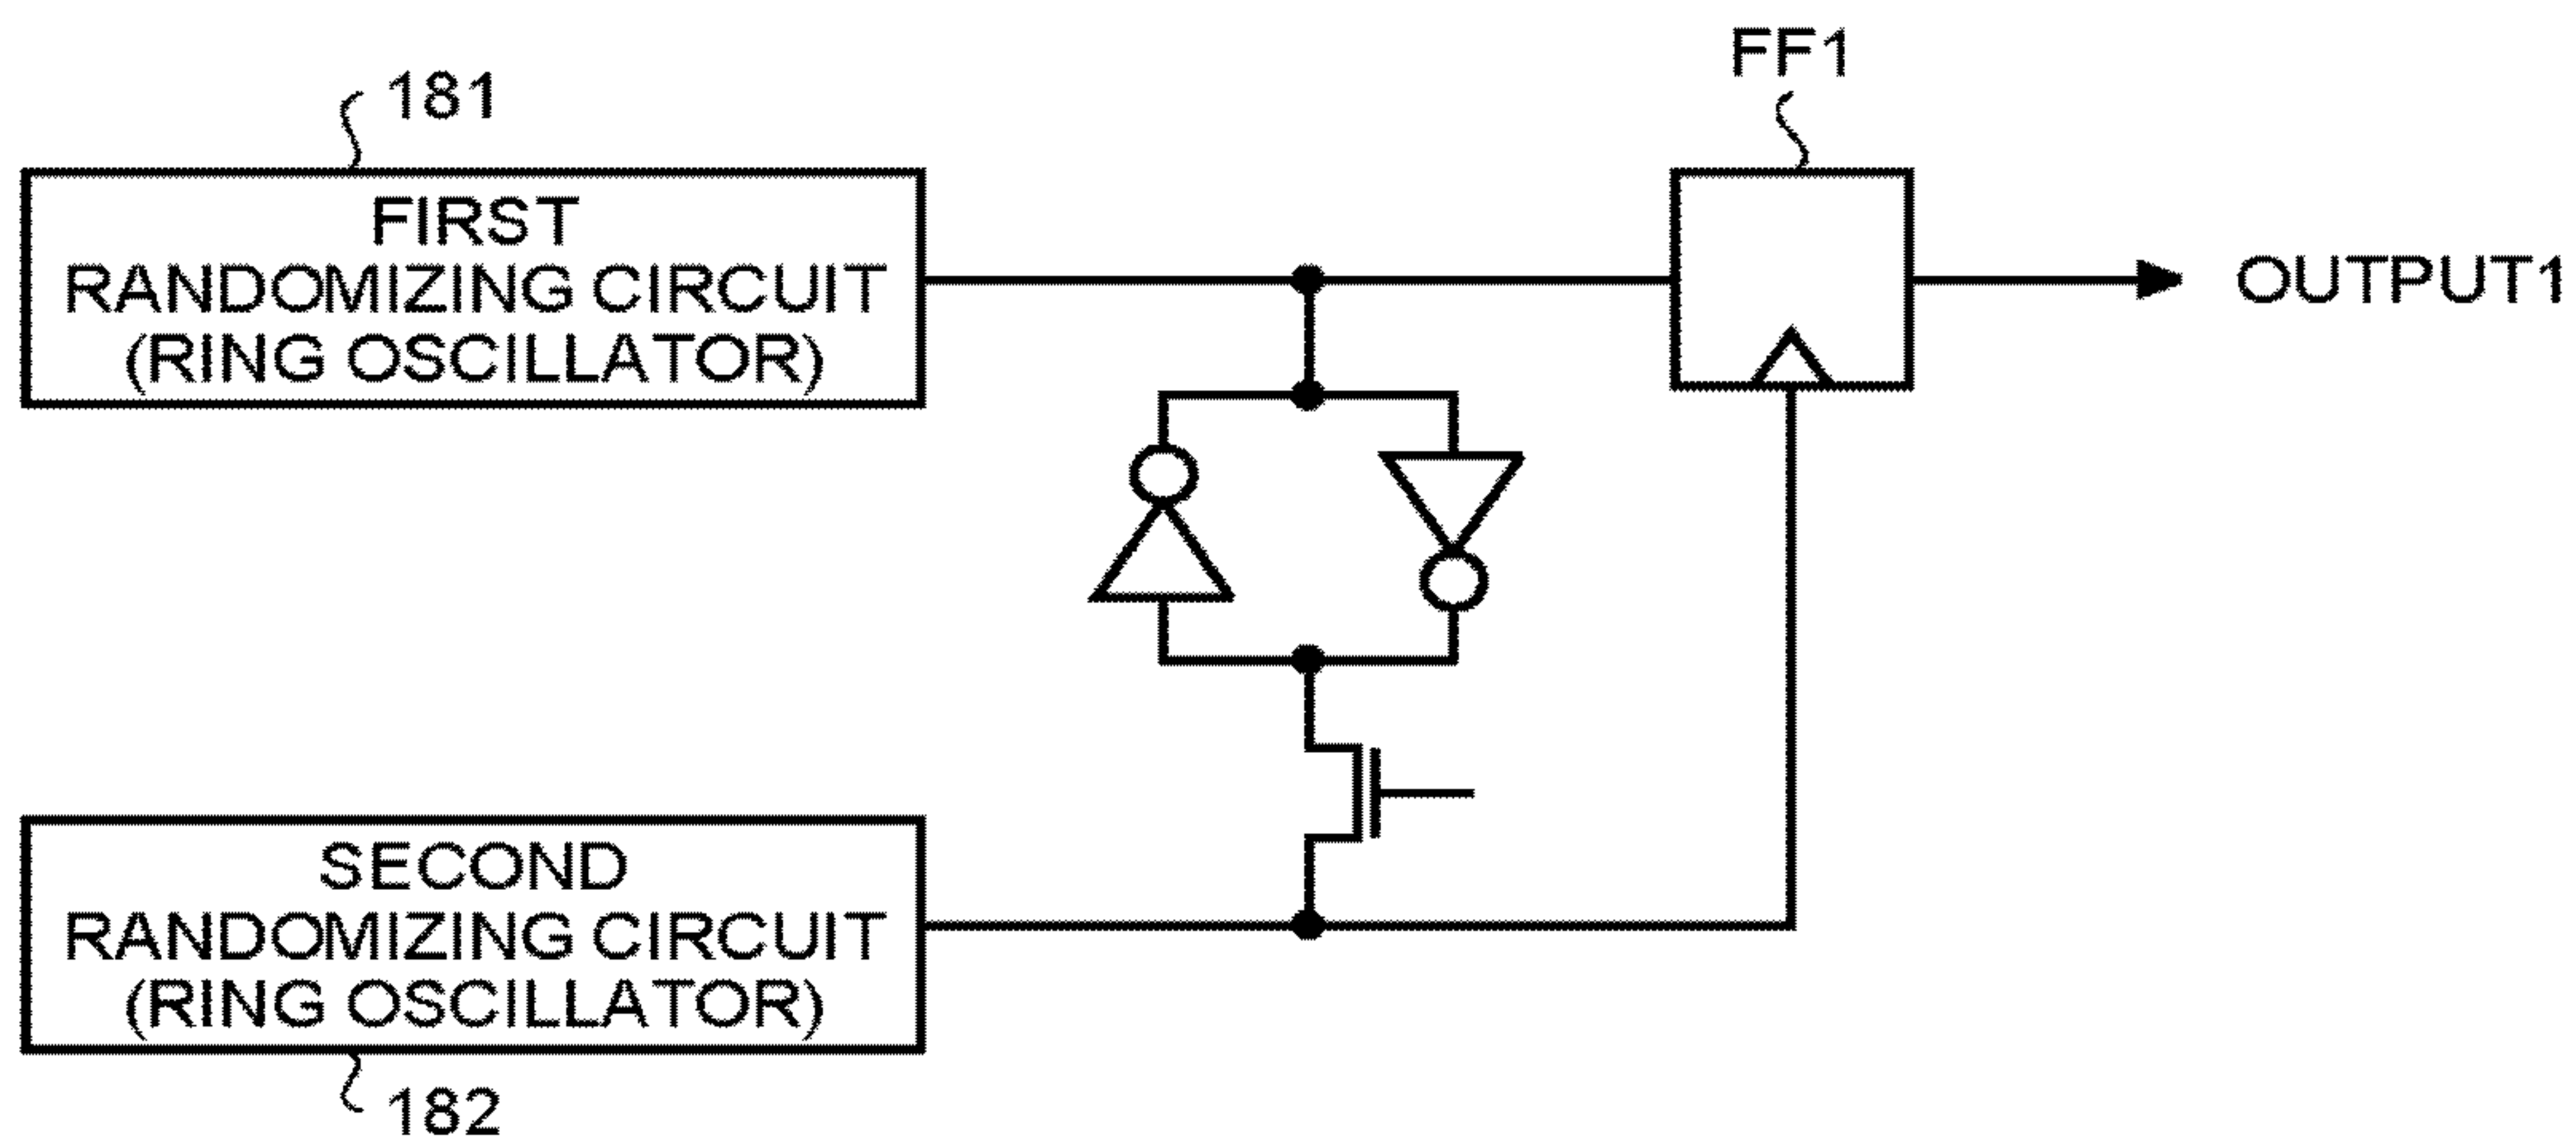 181
FF1
FIRST
RANDOMIZING CIRCUIT
(RING OSCILLATOR)
OUTPUT1
SECOND
RANDOMIZING CIRCUIT
(RING OSCILLATOR)
182